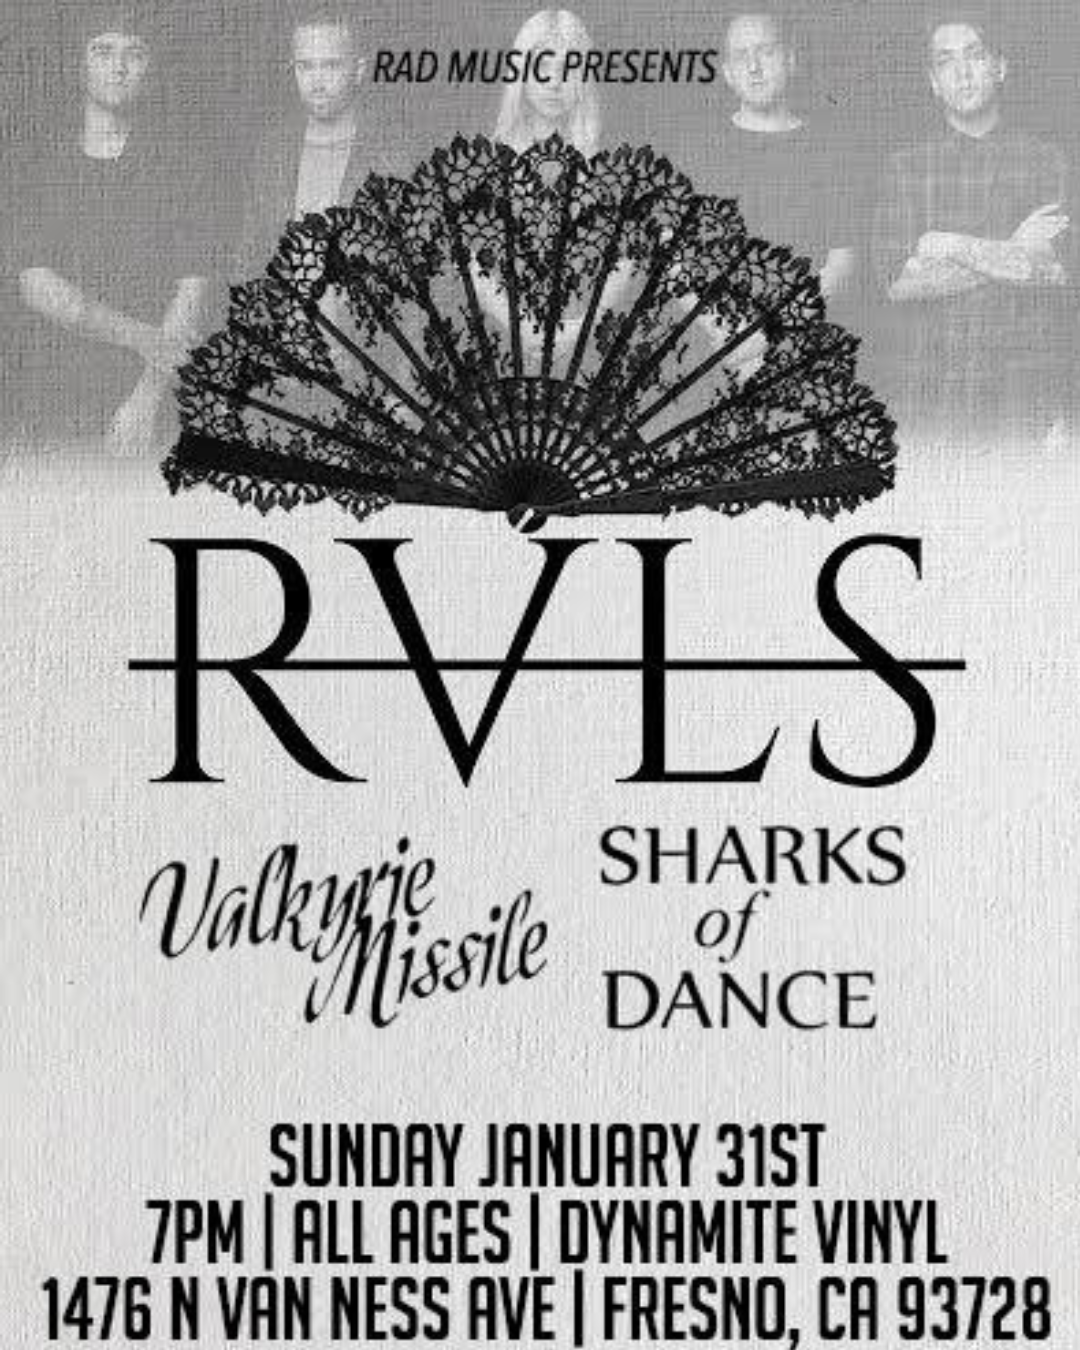 RAD MUSIC PRESENTS
RVLS
Valkyrie
Missile
SHARKS
of
DANCE
SUNDAY JANUARY 31ST
7PM | ALL AGES | DYNAMITE VINYL
1476 N VAN NESS AVE | FRESNO, CA 93728